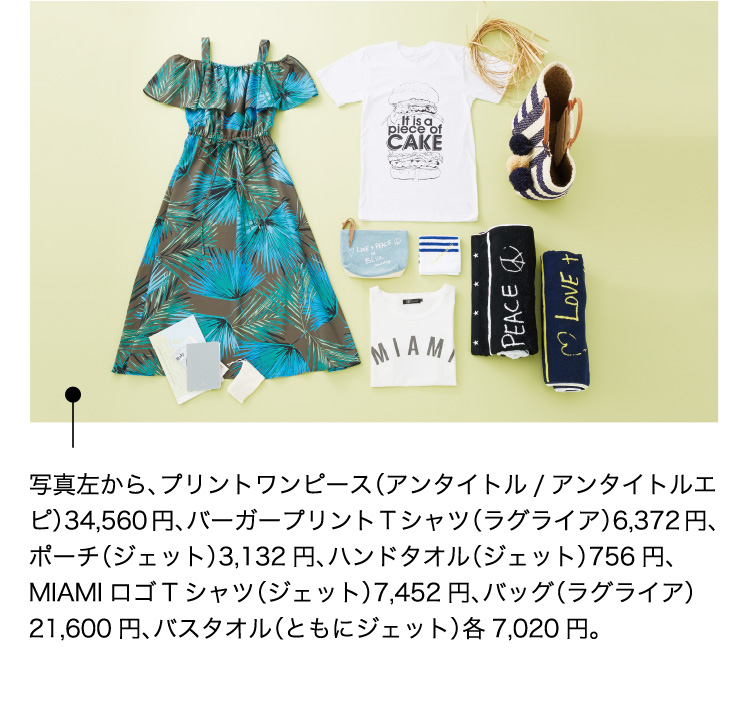 If is a
piece of
CAKE
LOVE & PEACE
MIAMI
PEACE
LOVE +
写真左から、プリントワンピース（アンタイトル / アンタイトルエ
ピ）34,560円、バーガープリントTシャツ（ラグライア）6,372円、
ポーチ（ジェット）3,132円、ハンドタオル（ジェット）756円、
MIAMIロゴTシャツ（ジェット）7,452円、バッグ（ラグライア）
21,600円、バスタオル（ともにジェット）各7,020円。